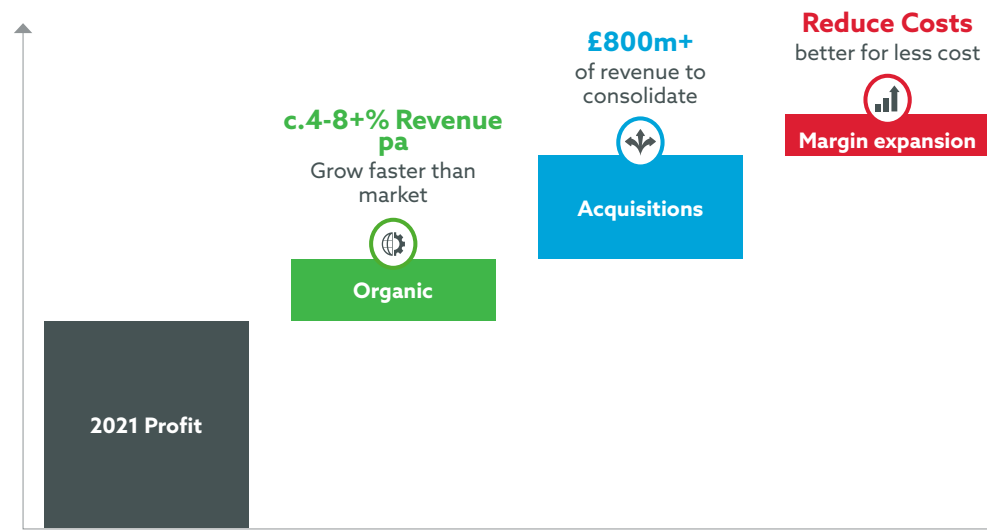 2021 Profit
c.4-8+% Revenue
pa
Grow faster than
market
Organic
£800m+
of revenue to
consolidate
Acquisitions
Reduce Costs
better for less cost
Margin expansion